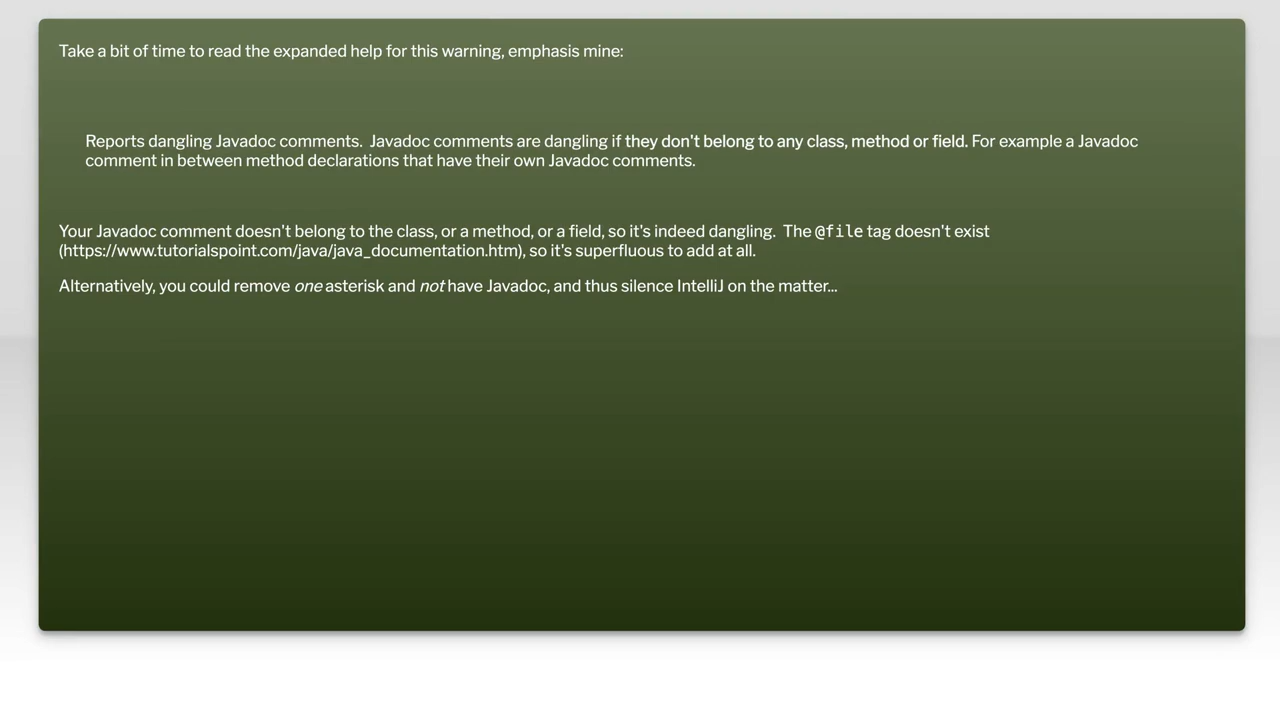 Take a bit of time to read the expanded help for this warning, emphasis mine:
Reports dangling Javadoc comments.  Javadoc comments are dangling if they don't belong to any class, method or field. For example a Javadoc
comment in between method declarations that have their own Javadoc comments.
Your Javadoc comment doesn't belong to the class, or a method, or a field, so it's indeed dangling.  The @file tag doesn't exist
(https://www.tutorialspoint.com/java/java_documentation.htm), so it's superfluous to add at all.
Alternatively, you could remove one asterisk and not have Javadoc, and thus silence IntelliJ on the matter...